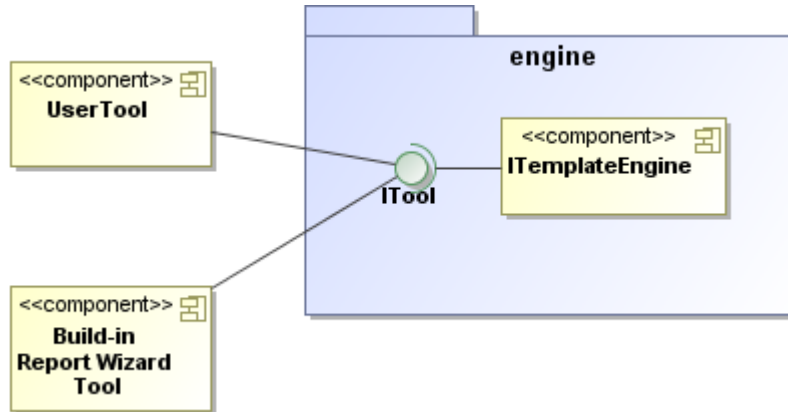 engine
<<component>>
UserTool
<<component>>
ITemplateEngine
ITool
<<component>>
Build-in
Report Wizard
Tool